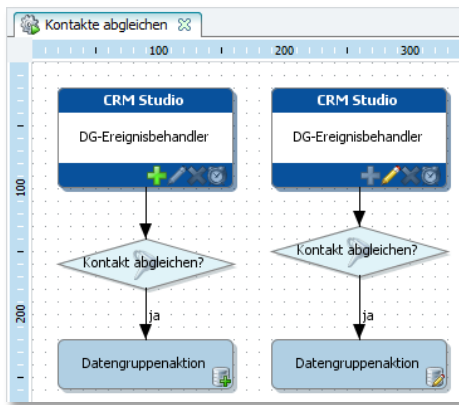 Kontakte abgleichen
100 200 300
CRM Studio CRM Studio
DG-Ereignisbehandler DG-Ereignisbehandler
100
Kontakt abgleichen? Kontakt abgleichen?
200
ja ja
Datengruppenaktion Datengruppenaktion